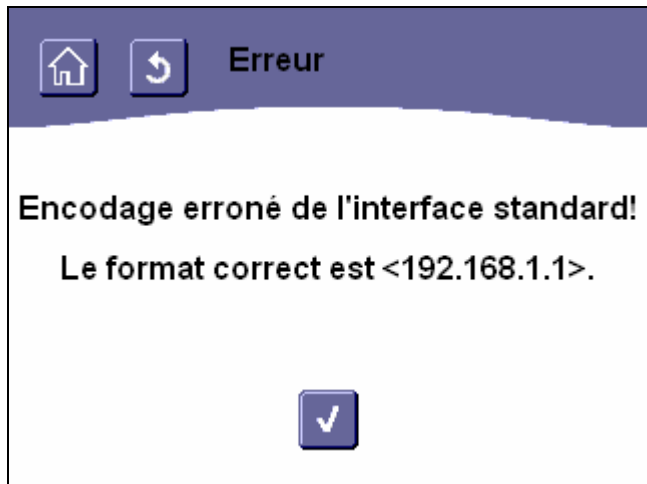 Erreur
Encodage erroné de l'interface standard!
Le format correct est <192.168.1.1>.